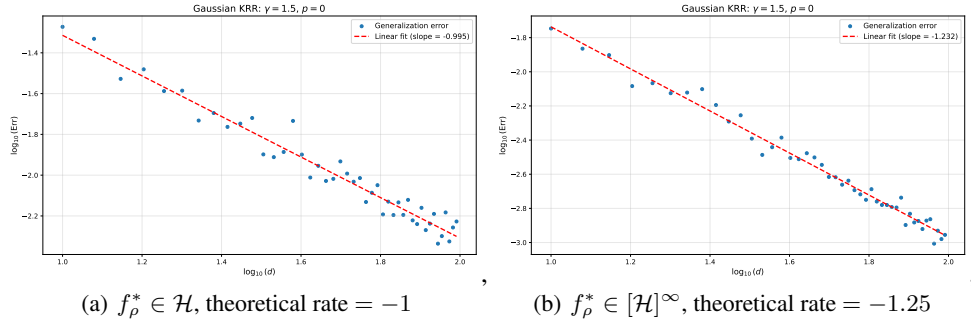 Gaussian KRR: γ = 1.5, p = 0
Generalization error
Linear fit (slope = -0.995)
−1.4
−1.6
−1.8
−2.0
−2.2
log₁₀(Err)
1.0 1.2 1.4 1.6 1.8 2.0
log₁₀(d)
,
(a) f*ρ ∈ ℋ, theoretical rate = −1
Gaussian KRR: γ = 1.5, p = 0
Generalization error
Linear fit (slope = -1.232)
−1.8
−2.0
−2.2
−2.4
−2.6
−2.8
−3.0
log₁₀(Err)
1.0 1.2 1.4 1.6 1.8 2.0
log₁₀(d)
(b) f*ρ ∈ [ℋ]∞, theoretical rate = −1.25